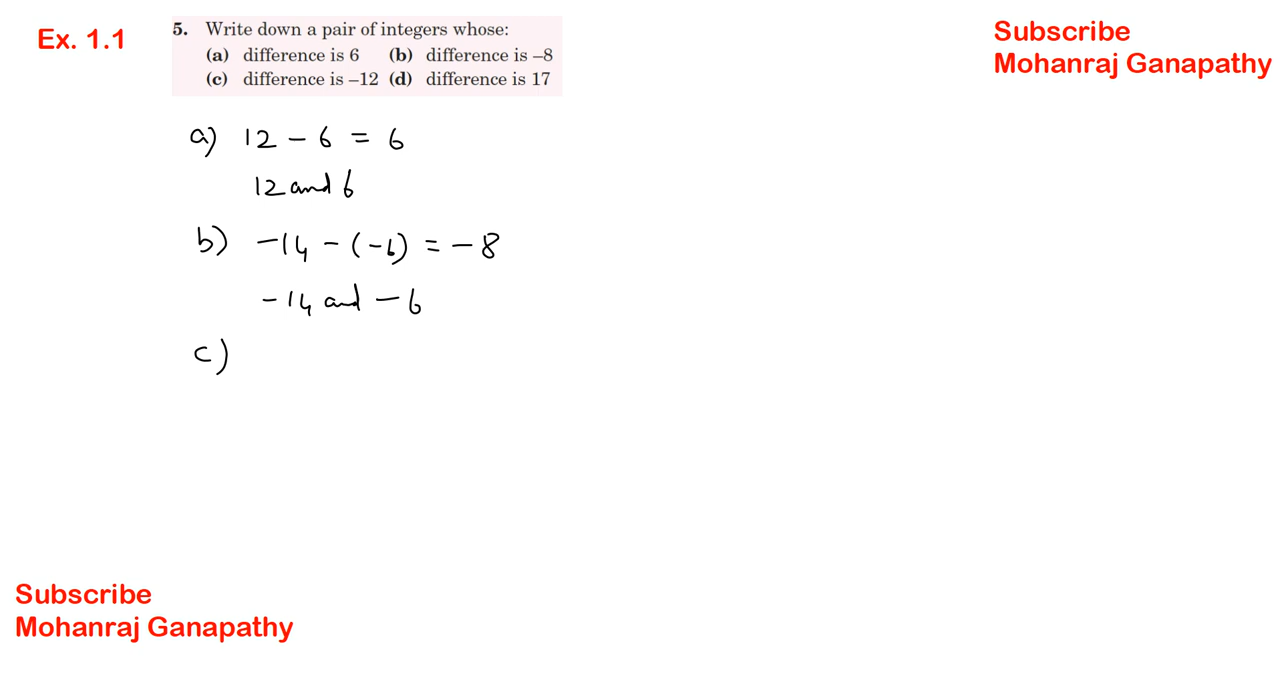 Ex. 1.1
5. Write down a pair of integers whose:
(a) difference is 6 (b) difference is –8
(c) difference is –12 (d) difference is 17
Subscribe
Mohanraj Ganapathy
a) 12 - 6 = 6
12 and 6
b) -14 - (-6) = -8
-14 and -6
c)
Subscribe
Mohanraj Ganapathy